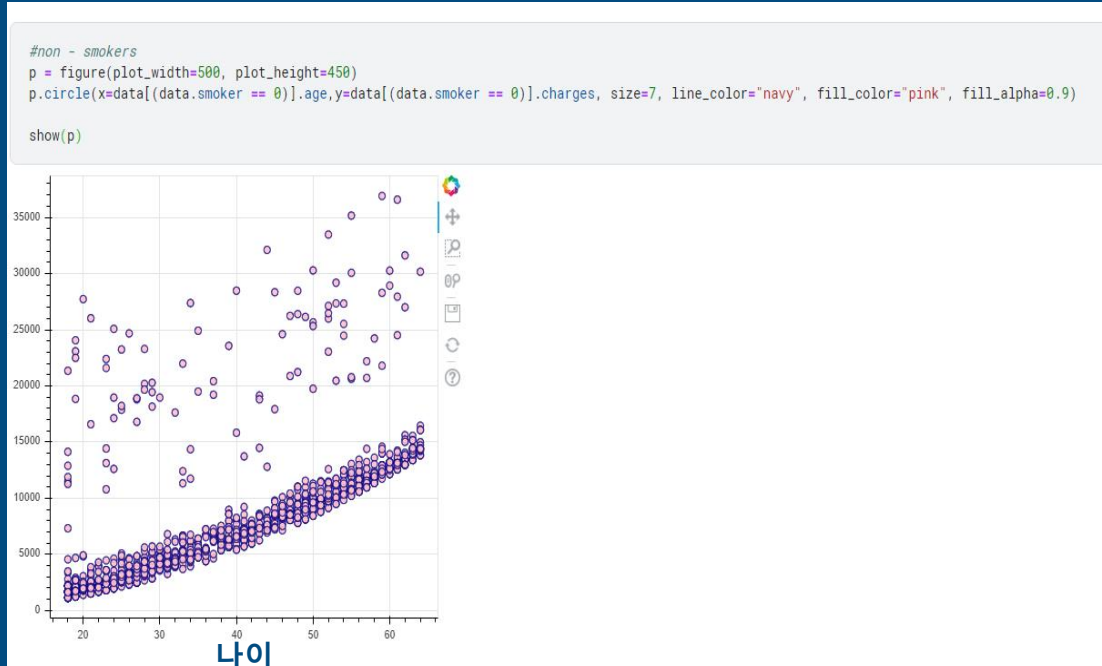 #non - smokers
p = figure(plot_width=500, plot_height=450)
p.circle(x=data[(data.smoker == 0)].age,y=data[(data.smoker == 0)].charges, size=7, line_color="navy", fill_color="pink", fill_alpha=0.9)
show(p)
35000
30000
25000
20000
15000
10000
5000
0
20 30 40 50 60
나이